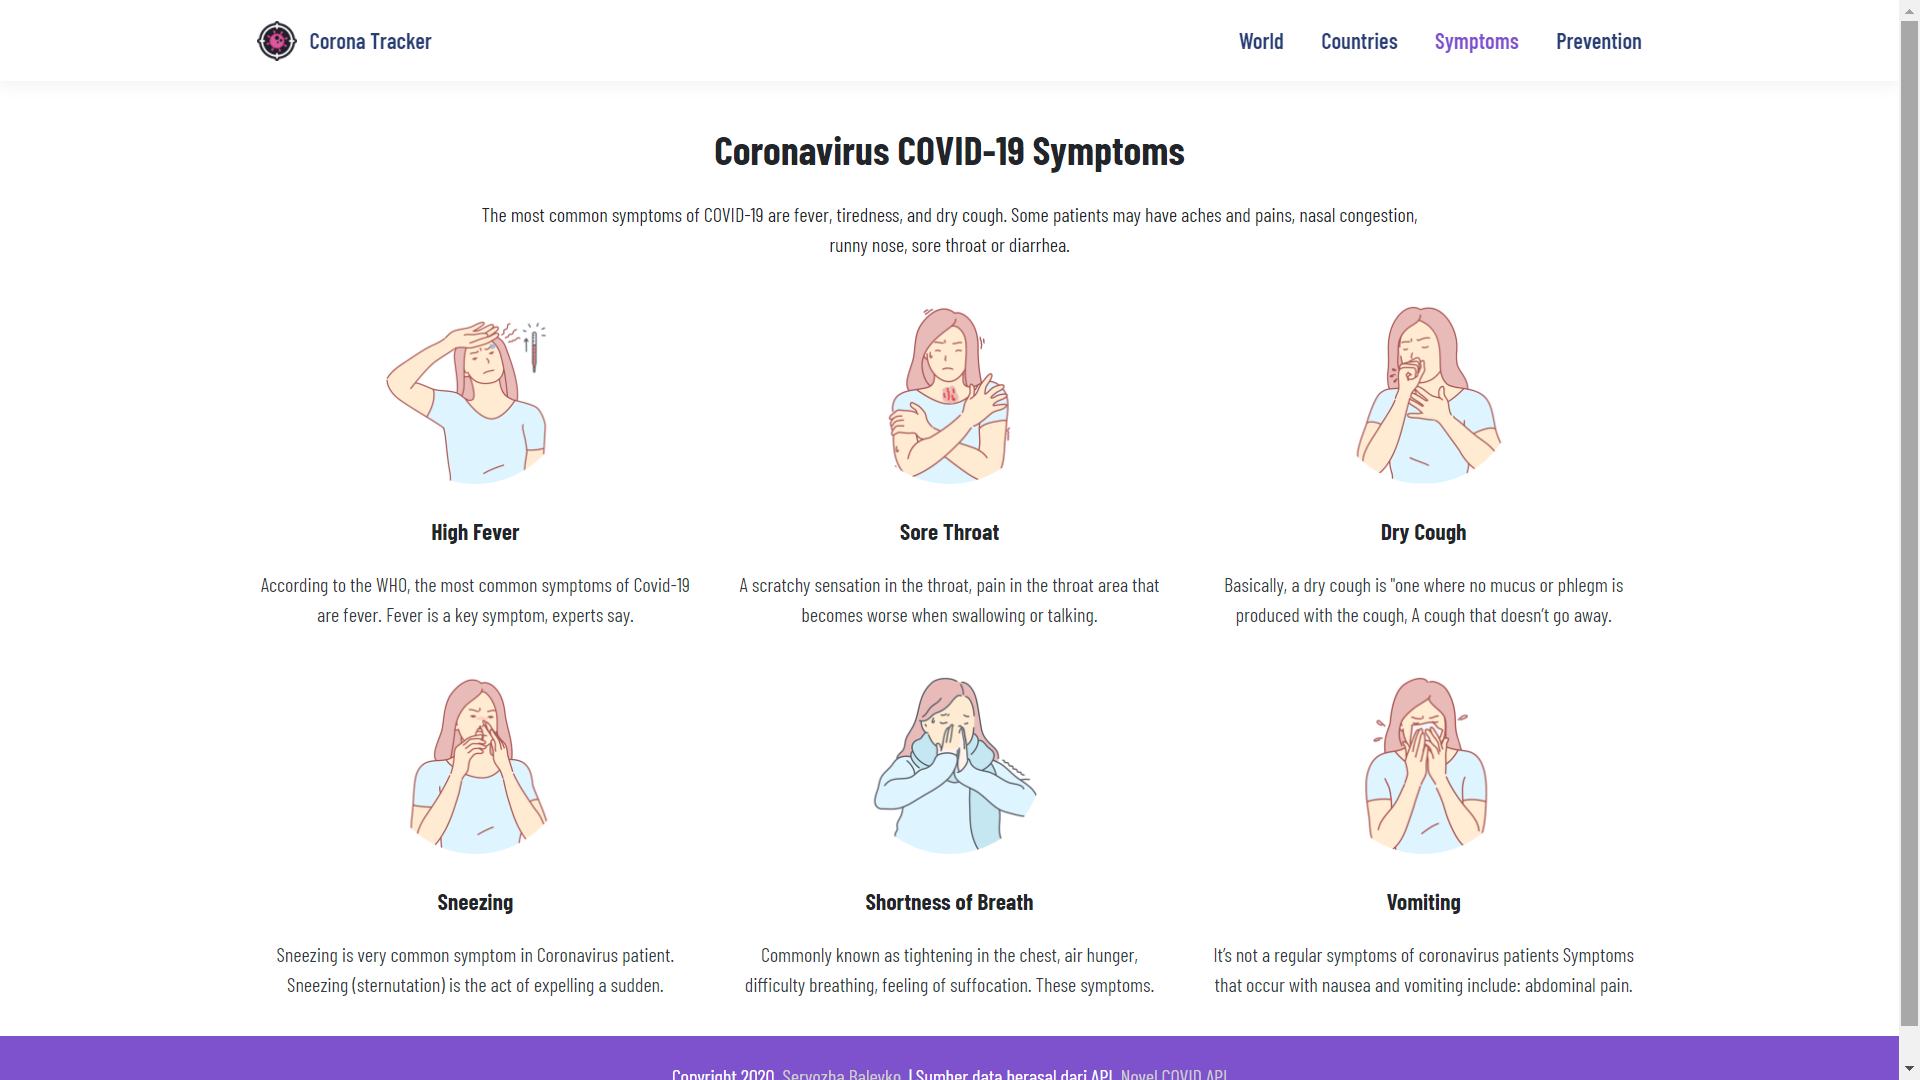 Corona Tracker
World
Countries
Symptoms
Prevention
Coronavirus COVID-19 Symptoms
The most common symptoms of COVID-19 are fever, tiredness, and dry cough. Some patients may have aches and pains, nasal congestion,
runny nose, sore throat or diarrhea.
High Fever
According to the WHO, the most common symptoms of Covid-19
are fever. Fever is a key symptom, experts say.
Sore Throat
A scratchy sensation in the throat, pain in the throat area that
becomes worse when swallowing or talking.
Dry Cough
Basically, a dry cough is "one where no mucus or phlegm is
produced with the cough, A cough that doesn’t go away.
Sneezing
Sneezing is very common symptom in Coronavirus patient.
Sneezing (sternutation) is the act of expelling a sudden.
Shortness of Breath
Commonly known as tightening in the chest, air hunger,
difficulty breathing, feeling of suffocation. These symptoms.
Vomiting
It’s not a regular symptoms of coronavirus patients Symptoms
that occur with nausea and vomiting include: abdominal pain.
Copyright 2020. Seryozha Baleyko. | Sumber data berasal dari API. Novel COVID API